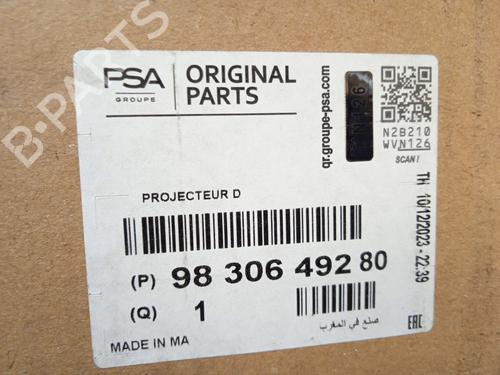 PSA
GROUPE
ORIGINAL
PARTS
qr.groupe-psa.com
N2B210
WVN126
SCAN !
PROJECTEUR D
TH 10/12/2023 - 22:39
(P) 98 306 492 80
(Q) 1
صنع في المغرب
MADE IN MA
EAC
B-PARTS